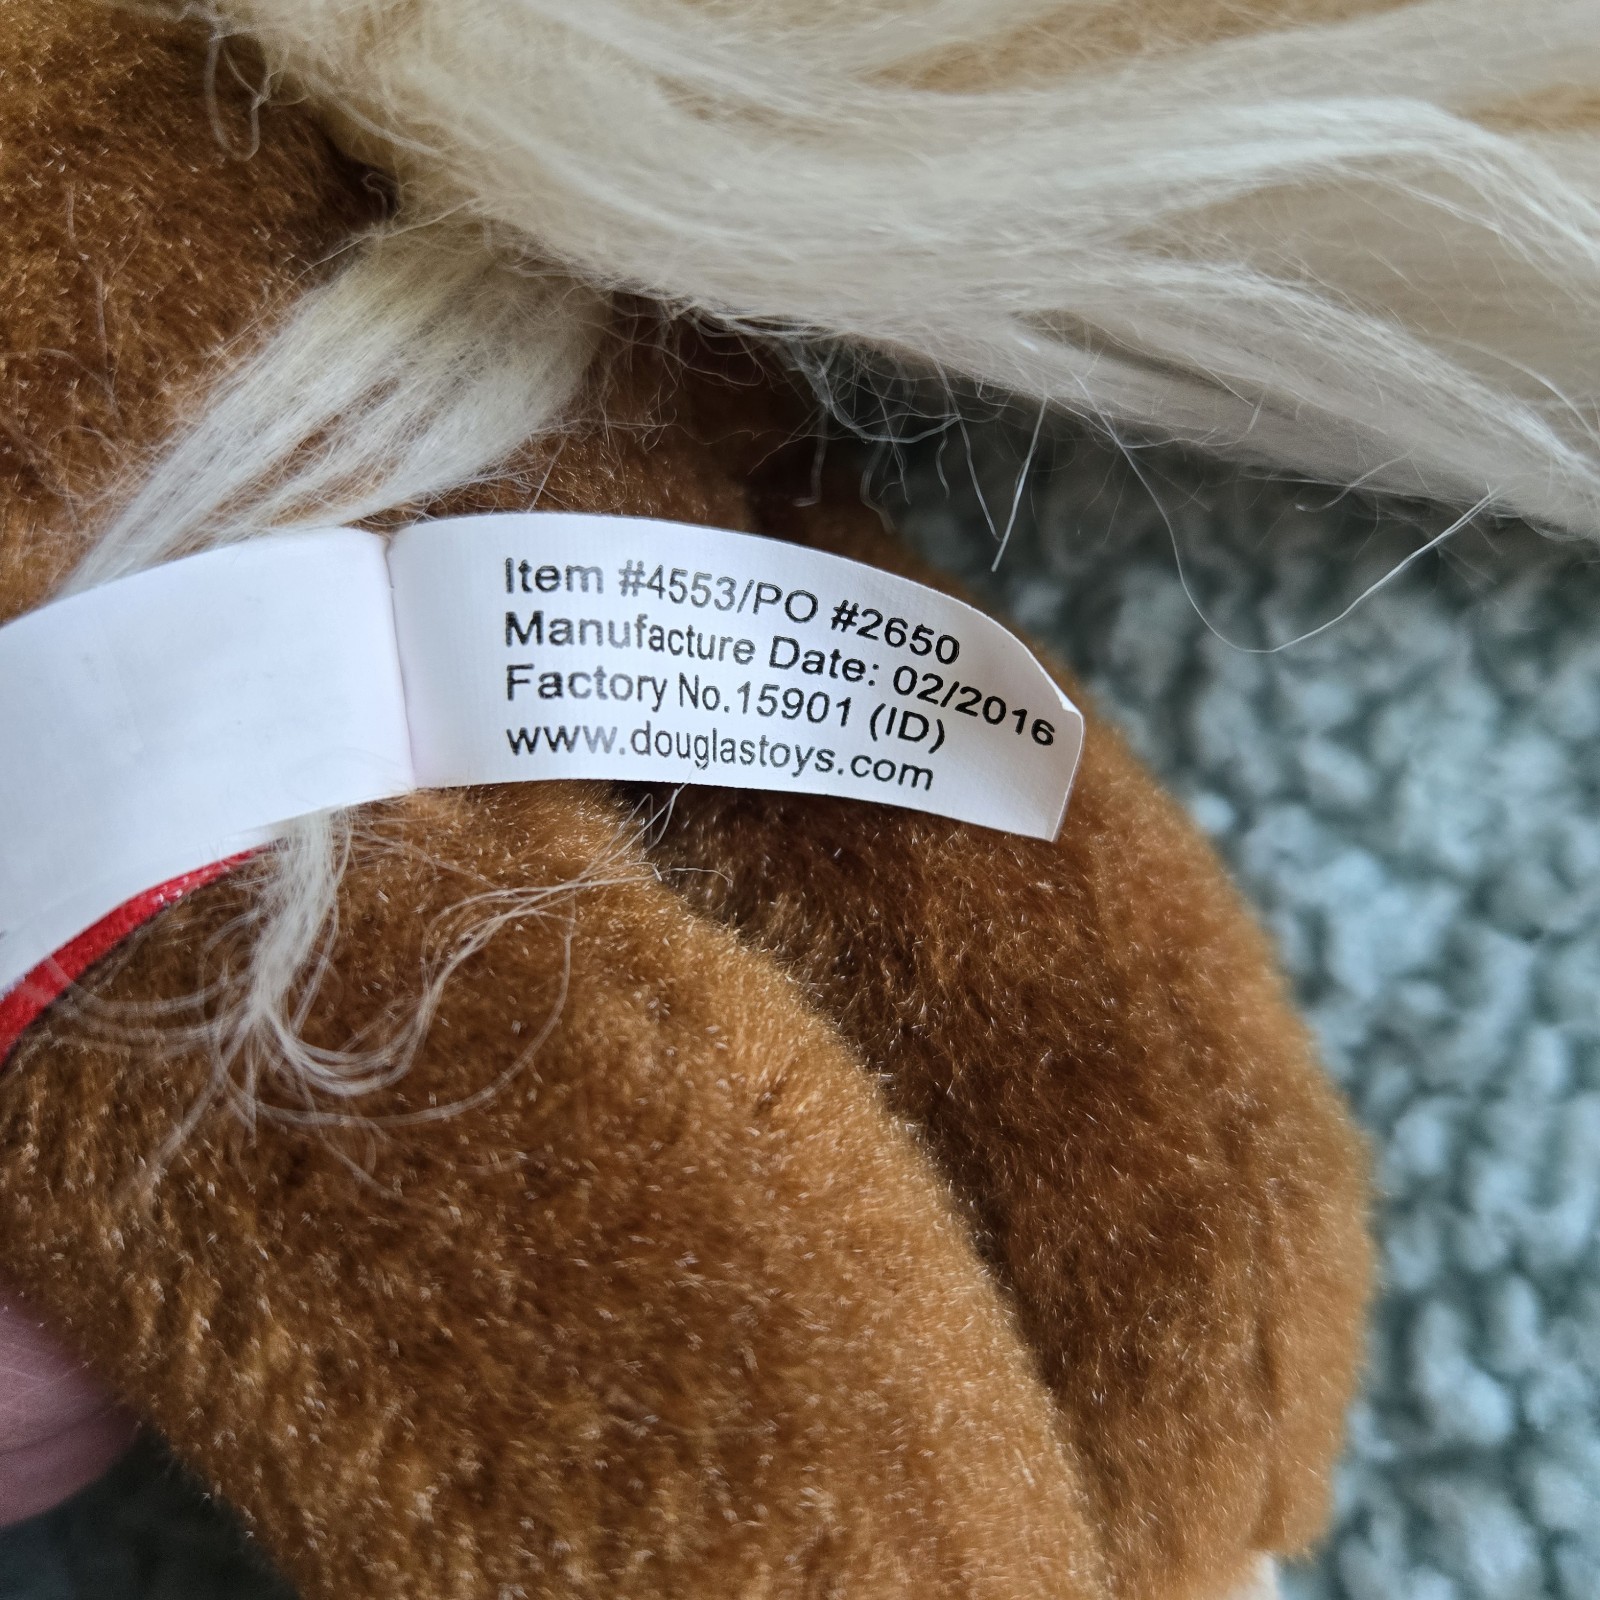 Item #4553/PO #2650
Manufacture Date: 02/2016
Factory No.15901 (ID)
www.douglastoys.com